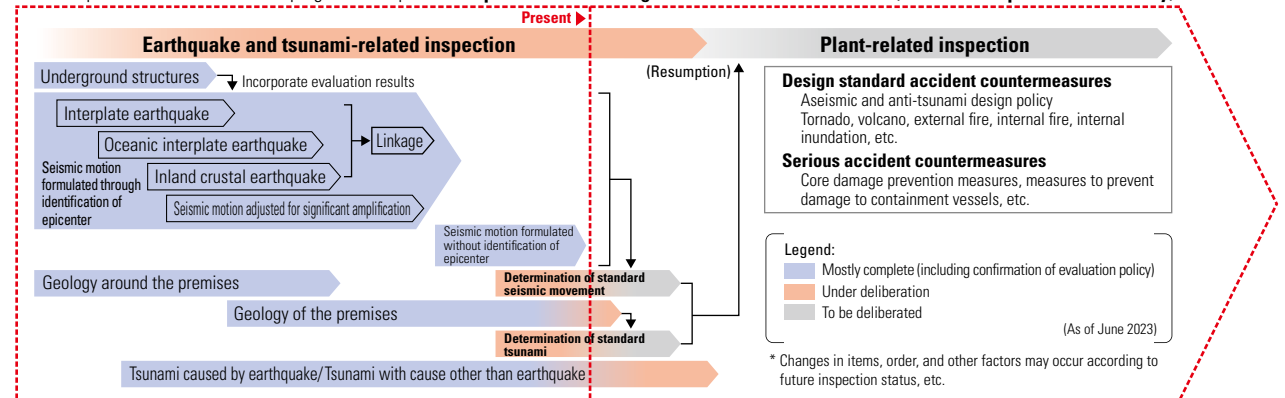 Present
Earthquake and tsunami-related inspection
Plant-related inspection
Underground structures
Incorporate evaluation results
(Resumption)
Interplate earthquake
Oceanic interplate earthquake
Linkage
Inland crustal earthquake
Seismic motion adjusted for significant amplification
Seismic motion
formulated through
identification of
epicenter
Seismic motion formulated
without identification of
epicenter
Geology around the premises
Determination of standard
seismic movement
Geology of the premises
Determination of standard
tsunami
Tsunami caused by earthquake/Tsunami with cause other than earthquake
Design standard accident countermeasures
Aseismic and anti-tsunami design policy
Tornado, volcano, external fire, internal fire, internal
inundation, etc.
Serious accident countermeasures
Core damage prevention measures, measures to prevent
damage to containment vessels, etc.
Legend:
Mostly complete (including confirmation of evaluation policy)
Under deliberation
To be deliberated
(As of June 2023)
* Changes in items, order, and other factors may occur according to
future inspection status, etc.